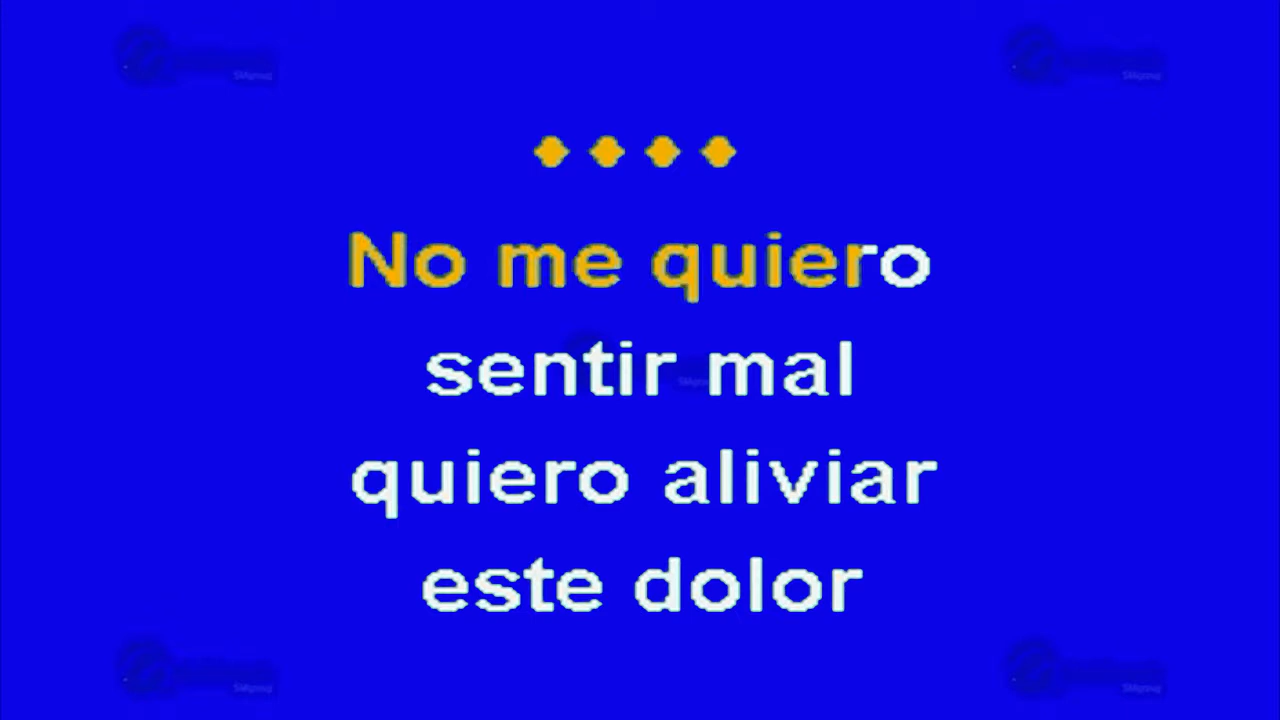 No me quiero
sentir mal
quiero aliviar
este dolor